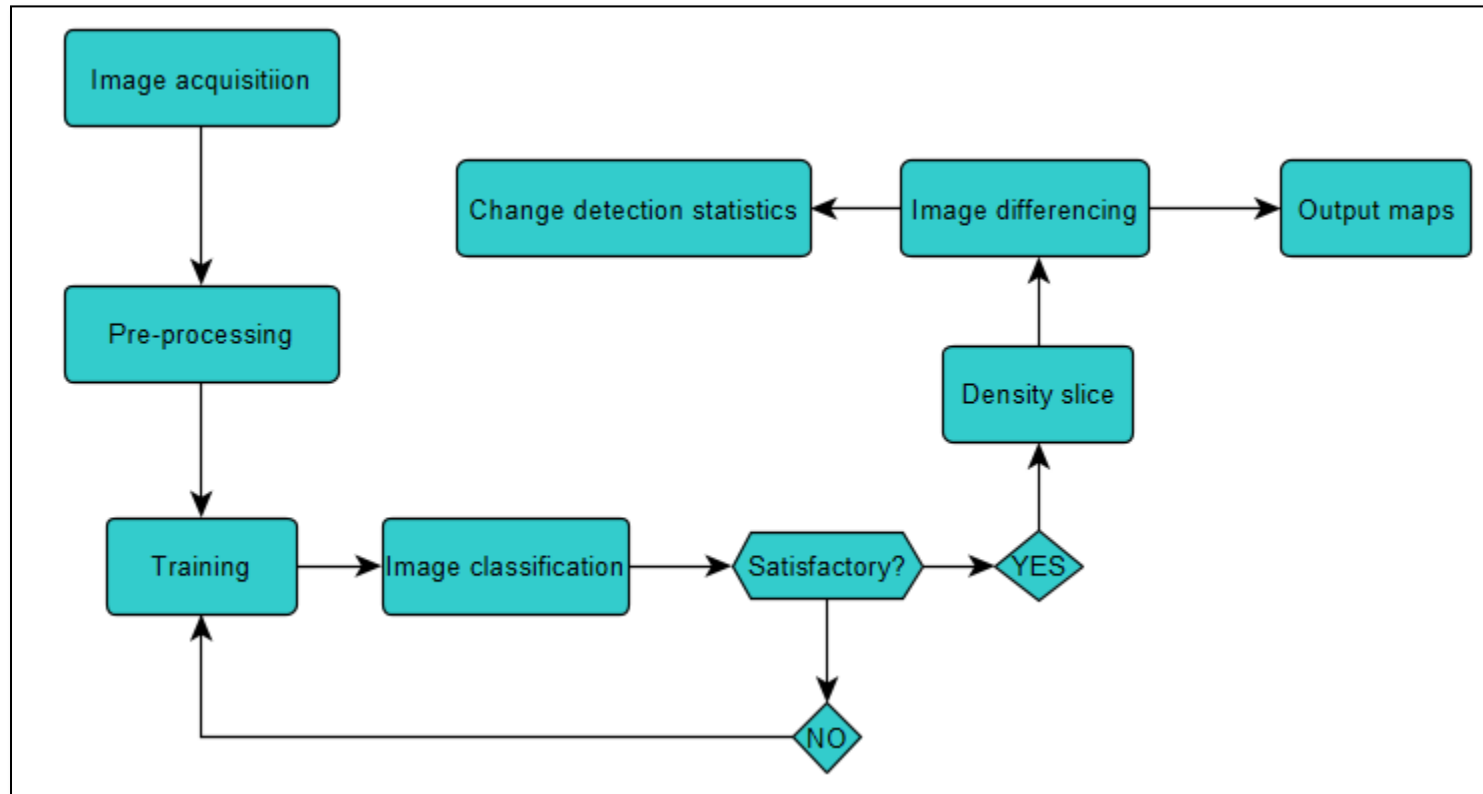 Image acquisitiion
Change detection statistics
Image differencing
Output maps
Pre-processing
Density slice
Training
Image classification
Satisfactory?
YES
NO